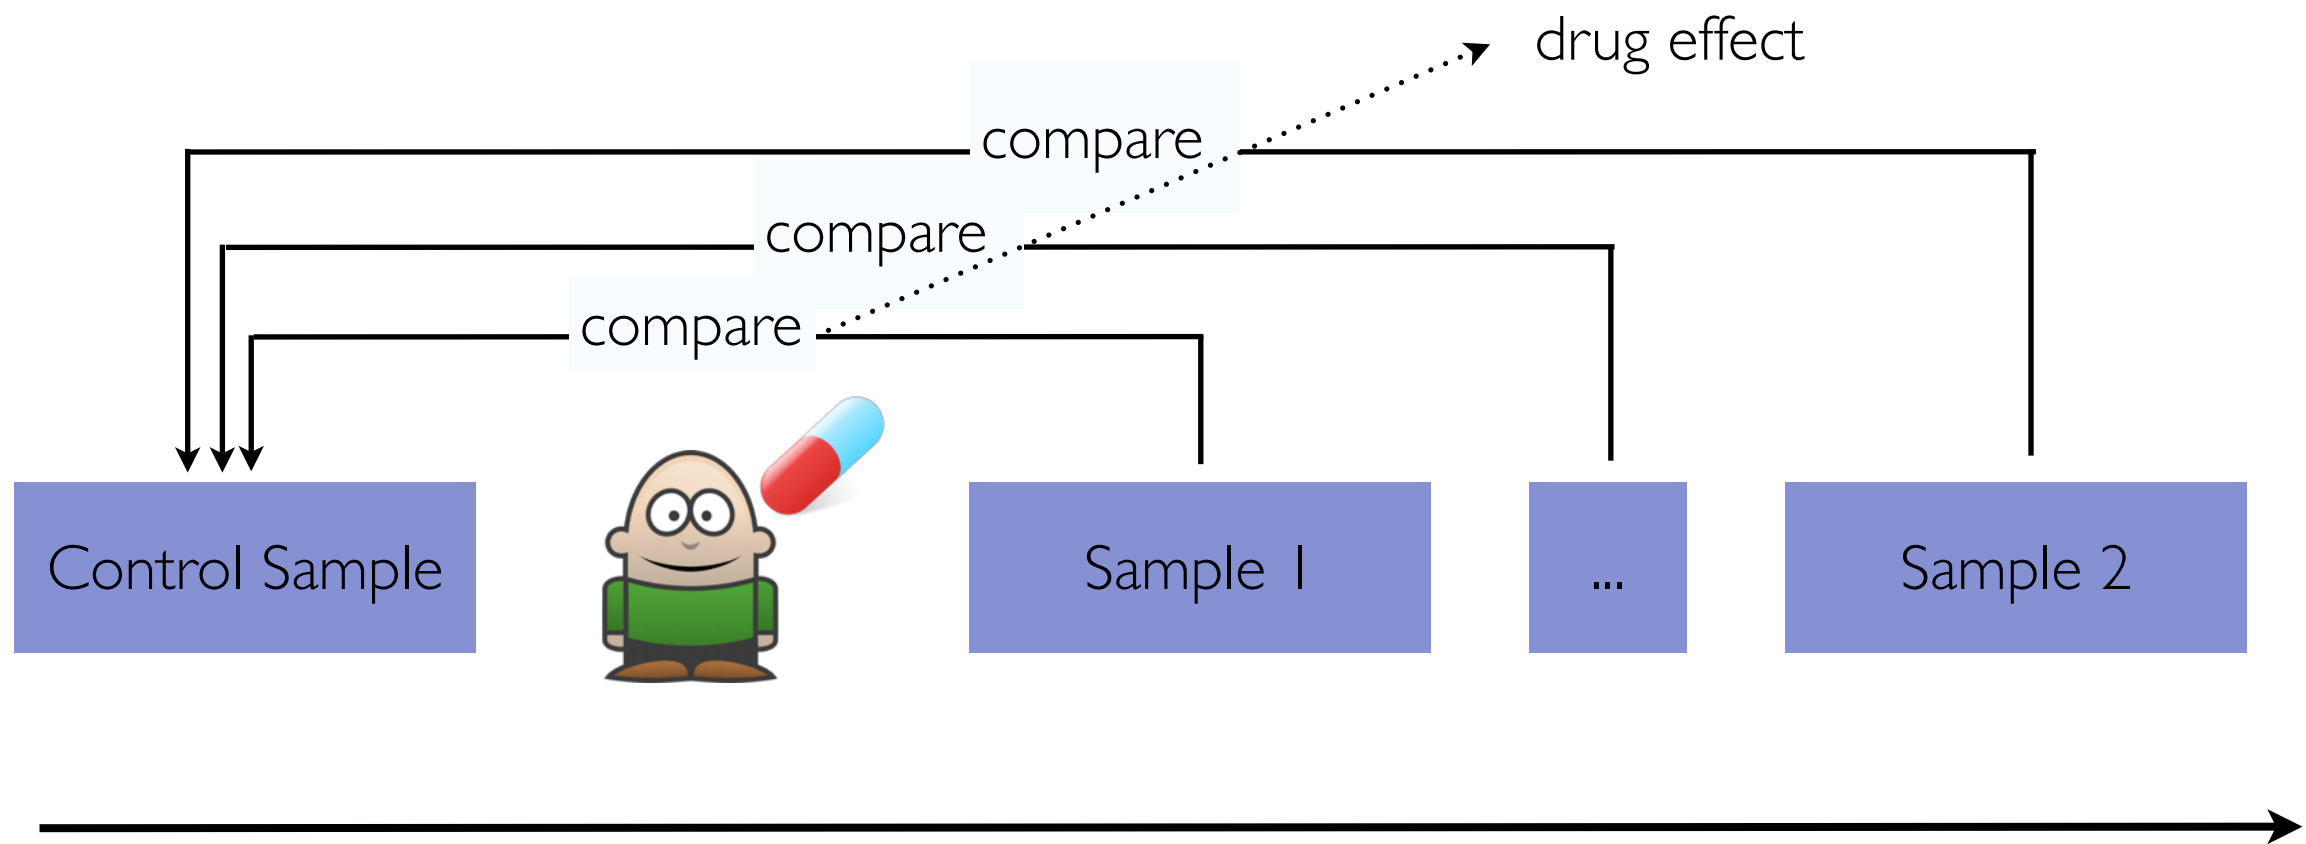 drug effect
compare
compare
compare
Control Sample
Sample 1
...
Sample 2